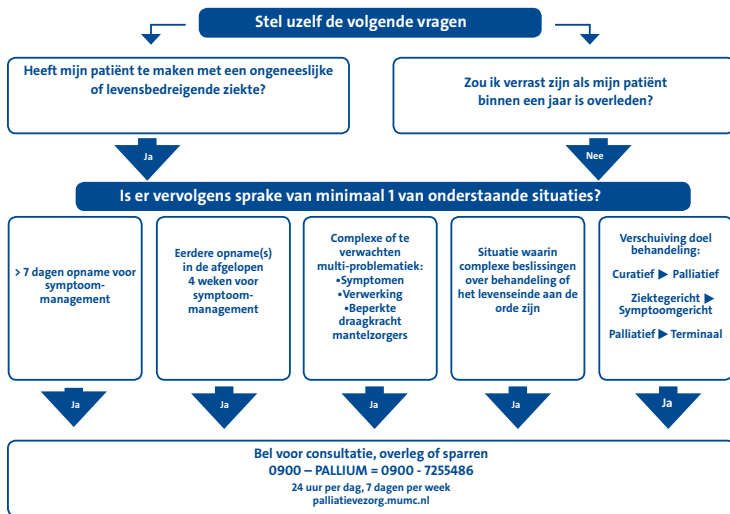 Stel uzelf de volgende vragen
Heeft mijn patiënt te maken met een ongeneeslijke
of levensbedreigende ziekte?
Zou ik verrast zijn als mijn patiënt
binnen een jaar is overleden?
Ja
Nee
Is er vervolgens sprake van minimaal 1 van onderstaande situaties?
> 7 dagen opname voor
symptoom-
management
Eerdere opname(s)
in de afgelopen
4 weken voor
symptoom-
management
Complexe of te
verwachten
multi-problematiek:
•Symptomen
•Verwerking
•Beperkte
draagkracht
mantelzorgers
Situatie waarin
complexe beslissingen
over behandeling of
het levenseinde aan de
orde zijn
Verschuiving doel
behandeling:
Curatief ▶ Palliatief
Ziektegericht ▶
Symptoomgericht
Palliatief ▶ Terminaal
Ja
Ja
Ja
Ja
Ja
Bel voor consultatie, overleg of sparren
0900 – PALLIUM = 0900 - 7255486
24 uur per dag, 7 dagen per week
palliatievezorg.mumc.nl